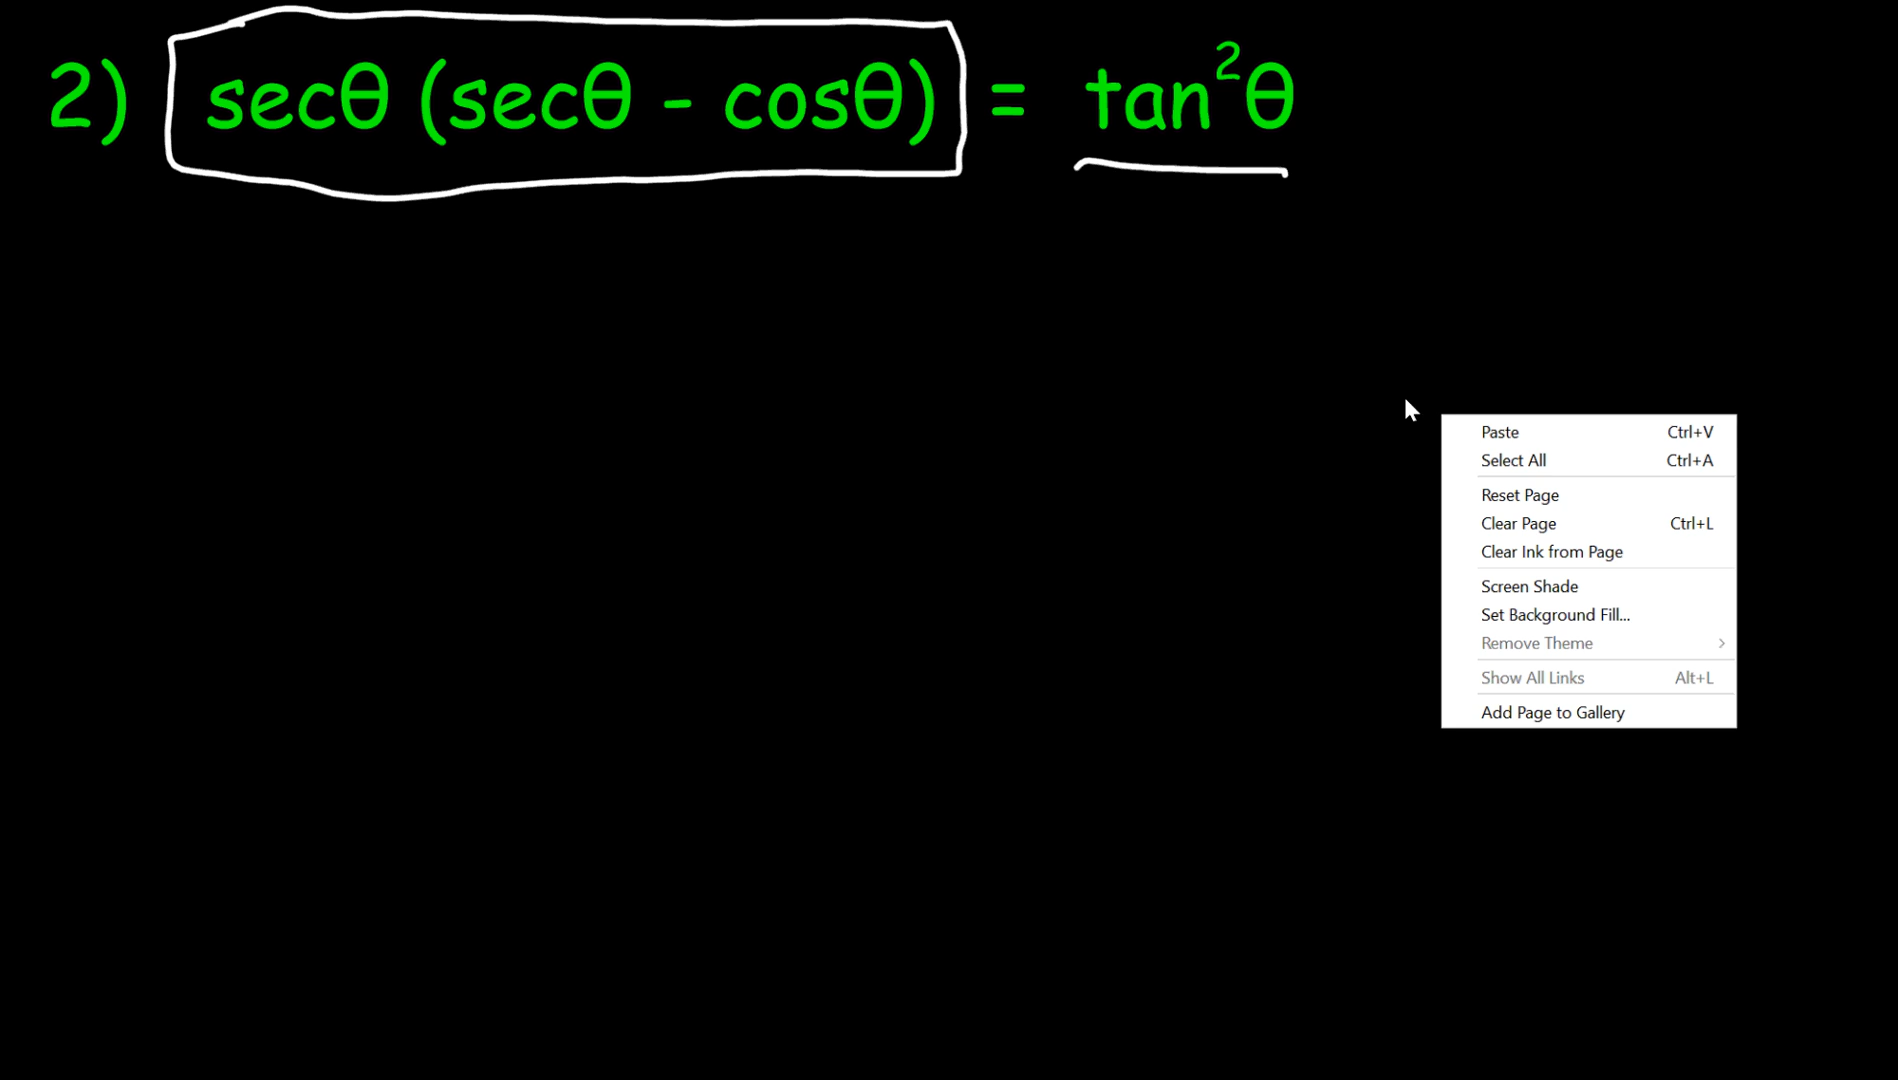 2) secθ (secθ - cosθ) = tan²θ
Paste Ctrl+V
Select All Ctrl+A
Reset Page
Clear Page Ctrl+L
Clear Ink from Page
Screen Shade
Set Background Fill...
Remove Theme
Show All Links Alt+L
Add Page to Gallery